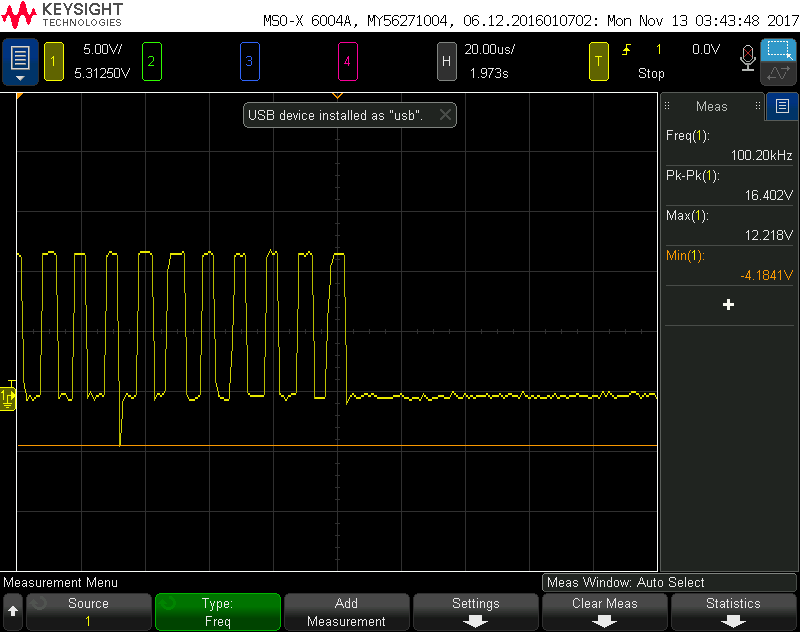 KEYSIGHT
TECHNOLOGIES
MSO-X 6004A, MY56271004, 06.12.2016010702: Mon Nov 13 03:43:48 2017
1
5.00V/
5.31250V
2
3
4
H
20.00us/
1.973s
T
1
0.0V
Stop
USB device installed as "usb".
Meas
Freq(1):
100.20kHz
Pk-Pk(1):
16.402V
Max(1):
12.218V
Min(1):
-4.1841V
+
T
1
Measurement Menu
Meas Window: Auto Select
Source
1
Type:
Freq
Add
Measurement
Settings
Clear Meas
Statistics